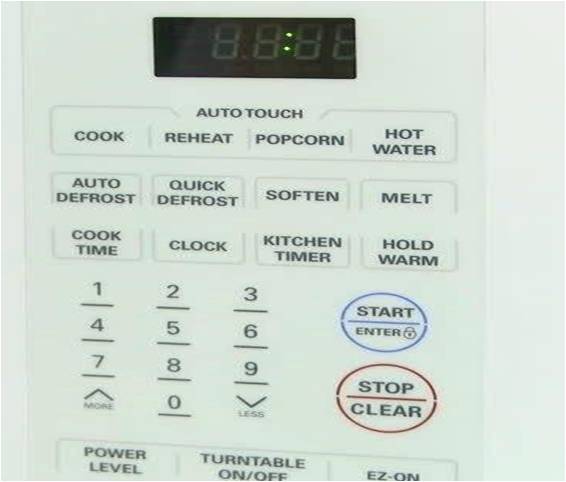 :
AUTO TOUCH
COOK REHEAT POPCORN HOT WATER
AUTO DEFROST QUICK DEFROST SOFTEN MELT
COOK TIME CLOCK KITCHEN TIMER HOLD WARM
1 2 3
4 5 6
7 8 9
MORE 0 LESS
START
ENTER
STOP
CLEAR
POWER LEVEL TURNTABLE ON/OFF EZ-ON